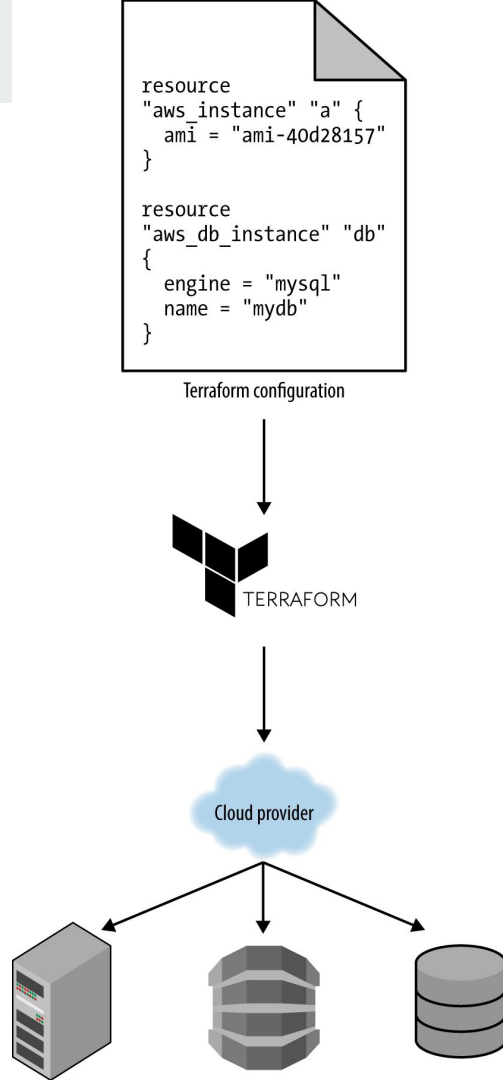 resource
"aws_instance" "a" {
  ami = "ami-40d28157"
}
resource
"aws_db_instance" "db"
{
  engine = "mysql"
  name = "mydb"
}
Terraform configuration
TERRAFORM
Cloud provider